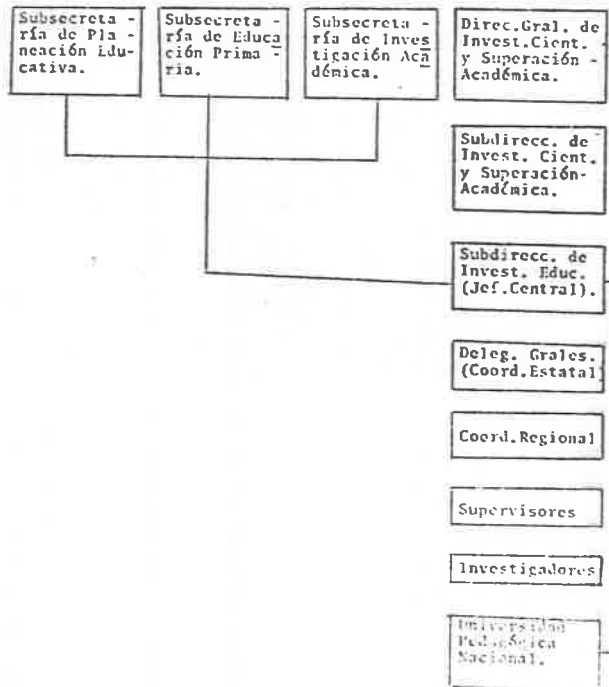 Subsecreta -
ría de Pla -
neación Edu-
cativa.
Subsecreta -
ría de Educa
ción Prima -
ria.
Subsecreta -
ría de Inves
tigación Aca
démica.
Direc.Gral. de
Invest.Cient.
y Superación -
Académica.
Subdirecc. de
Invest. Cient.
y Superación-
Académica.
Subdirecc. de
Invest. Educ.
(Jef.Central).
Deleg. Grales.
(Coord.Estatal
Coord.Regional
Supervisores
Investigadores
Universidad
Pedagógica
Nacional.